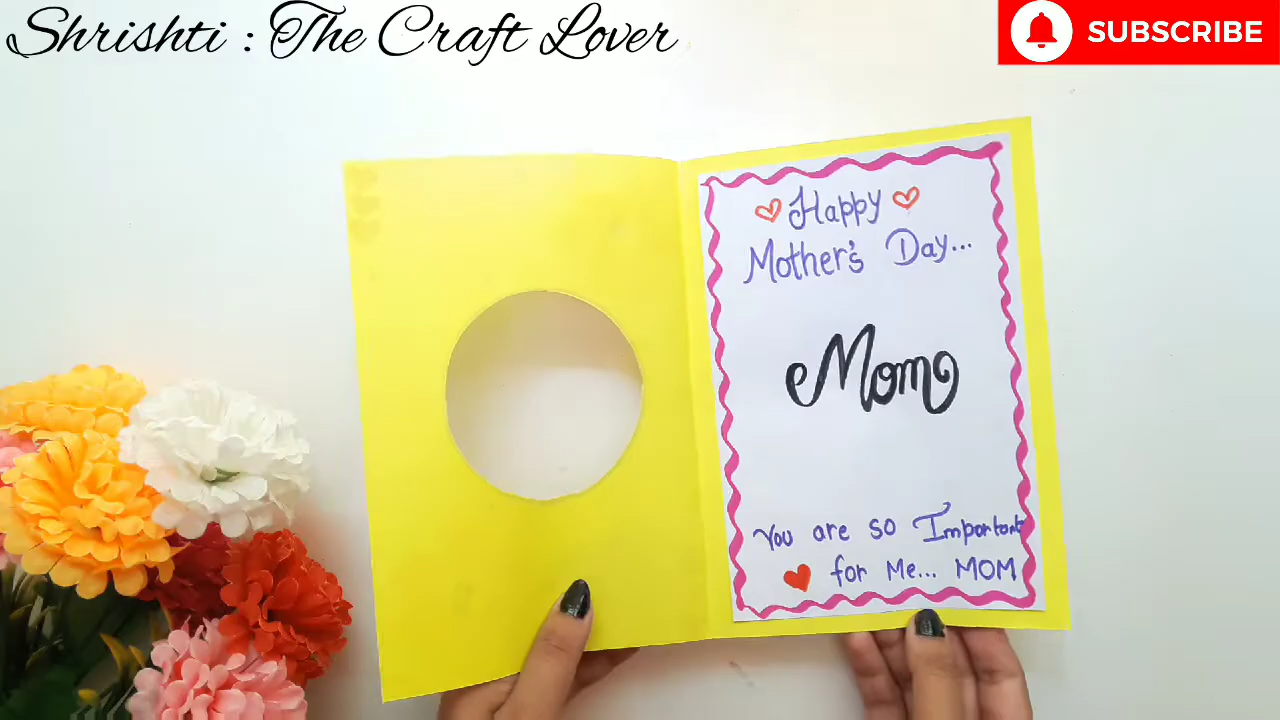 Shrishti : The Craft Lover
SUBSCRIBE
Happy
Mother's Day...
Mom
You are so Important
for Me... MOM